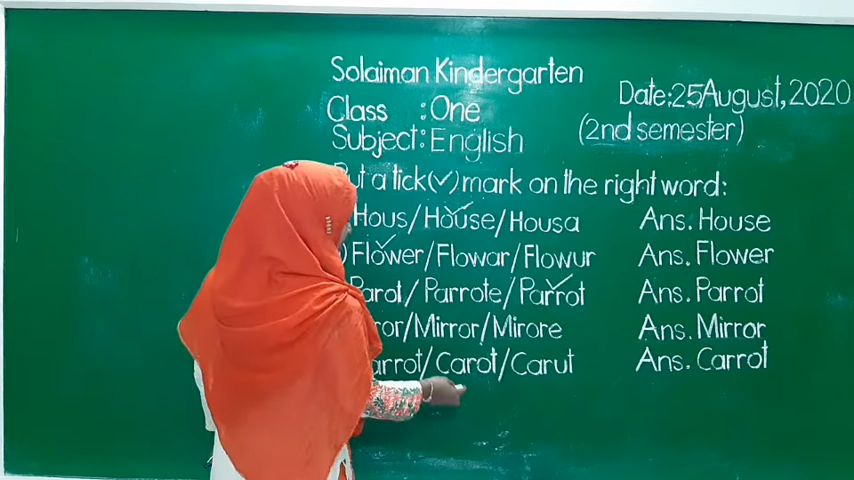 Solaiman Kindergarten
Date:25August,2020
Class :One
Subject:English
(2nd semester)
a tick(✓) mark on the right word:
Hous/House/Housa Ans. House
)Flower/Flowar/Flowur Ans. Flower
Parot/Parrote/Parrot Ans. Parrot
/Mirror/Mirore Ans. Mirror
/Carot/Carut Ans. Carrot